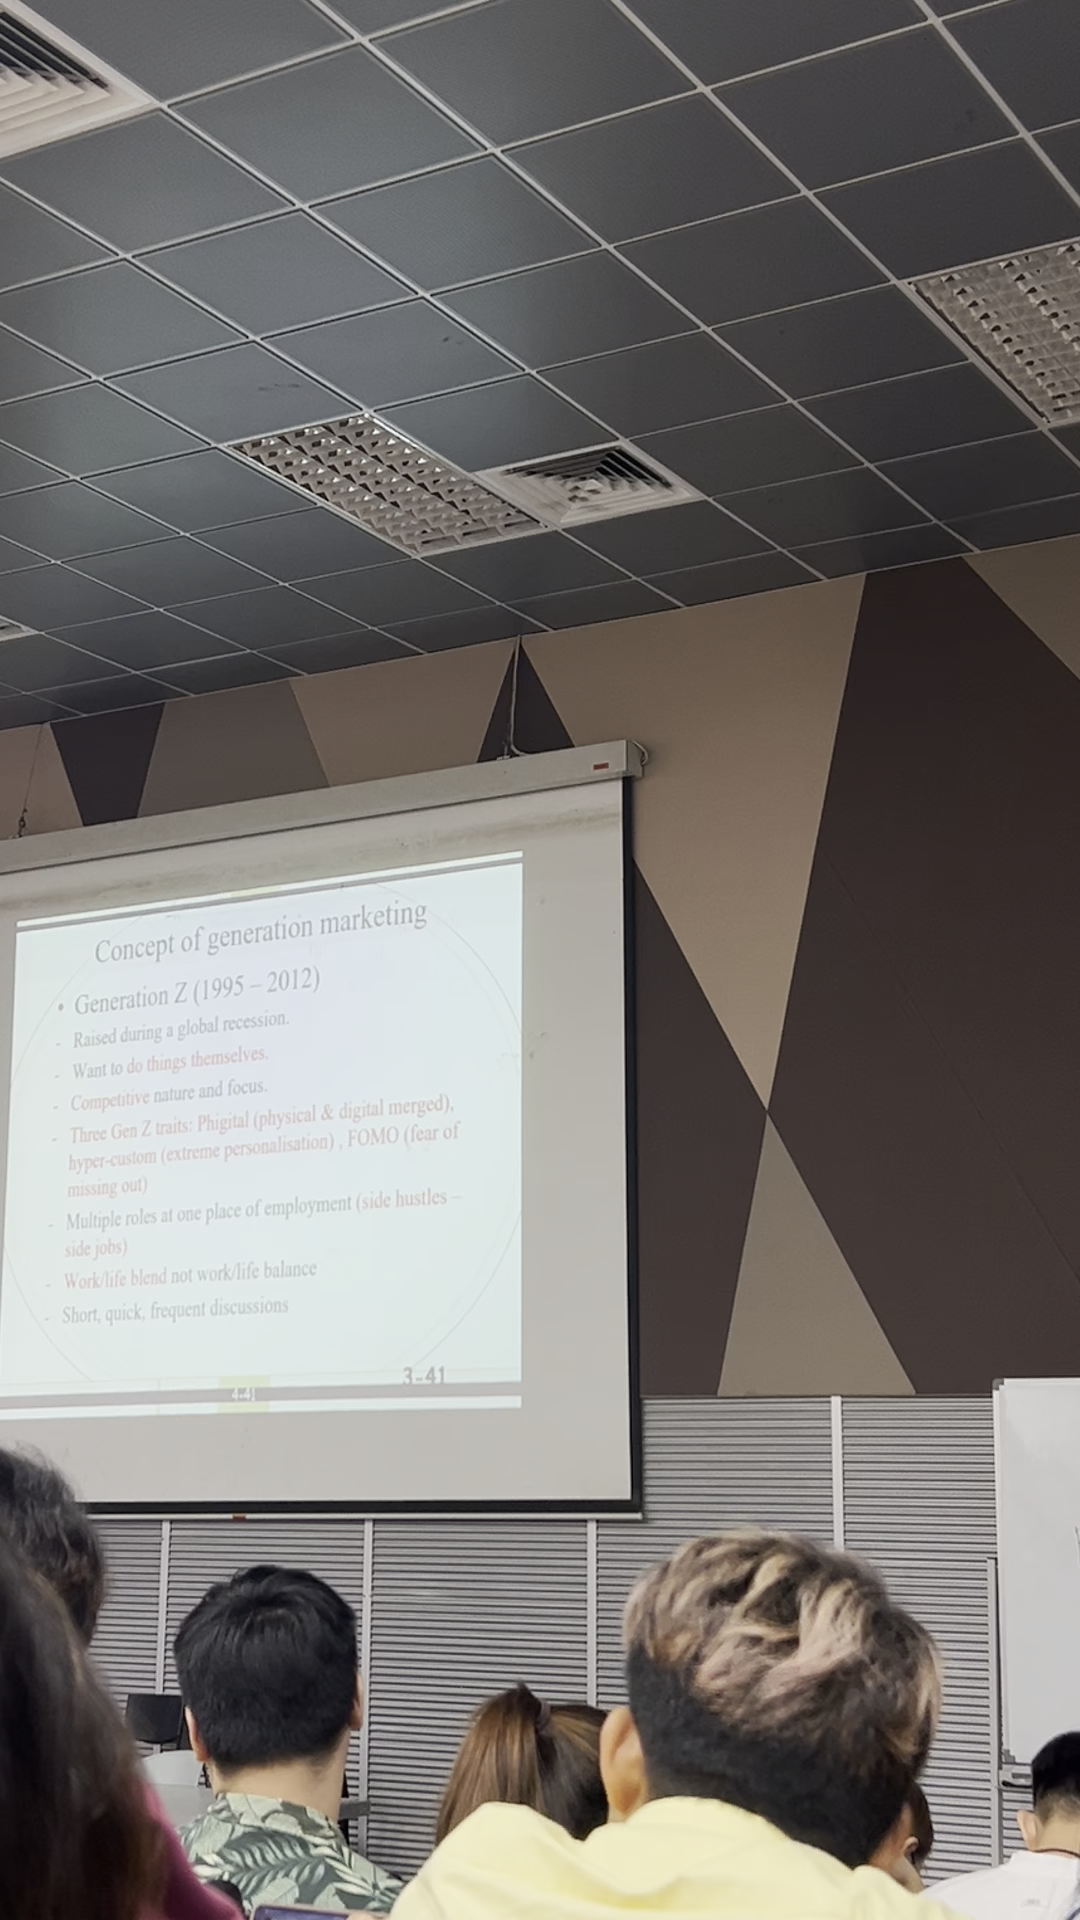 Concept of generation marketing
• Generation Z (1995 – 2012)
- Raised during a global recession.
- Want to do things themselves.
- Competitive nature and focus.
- Three Gen Z traits: Phigital (physical & digital merged),
hyper-custom (extreme personalisation) , FOMO (fear of
missing out)
- Multiple roles at one place of employment (side hustles –
side jobs)
- Work/life blend not work/life balance
- Short, quick, frequent discussions
3-41
4-41